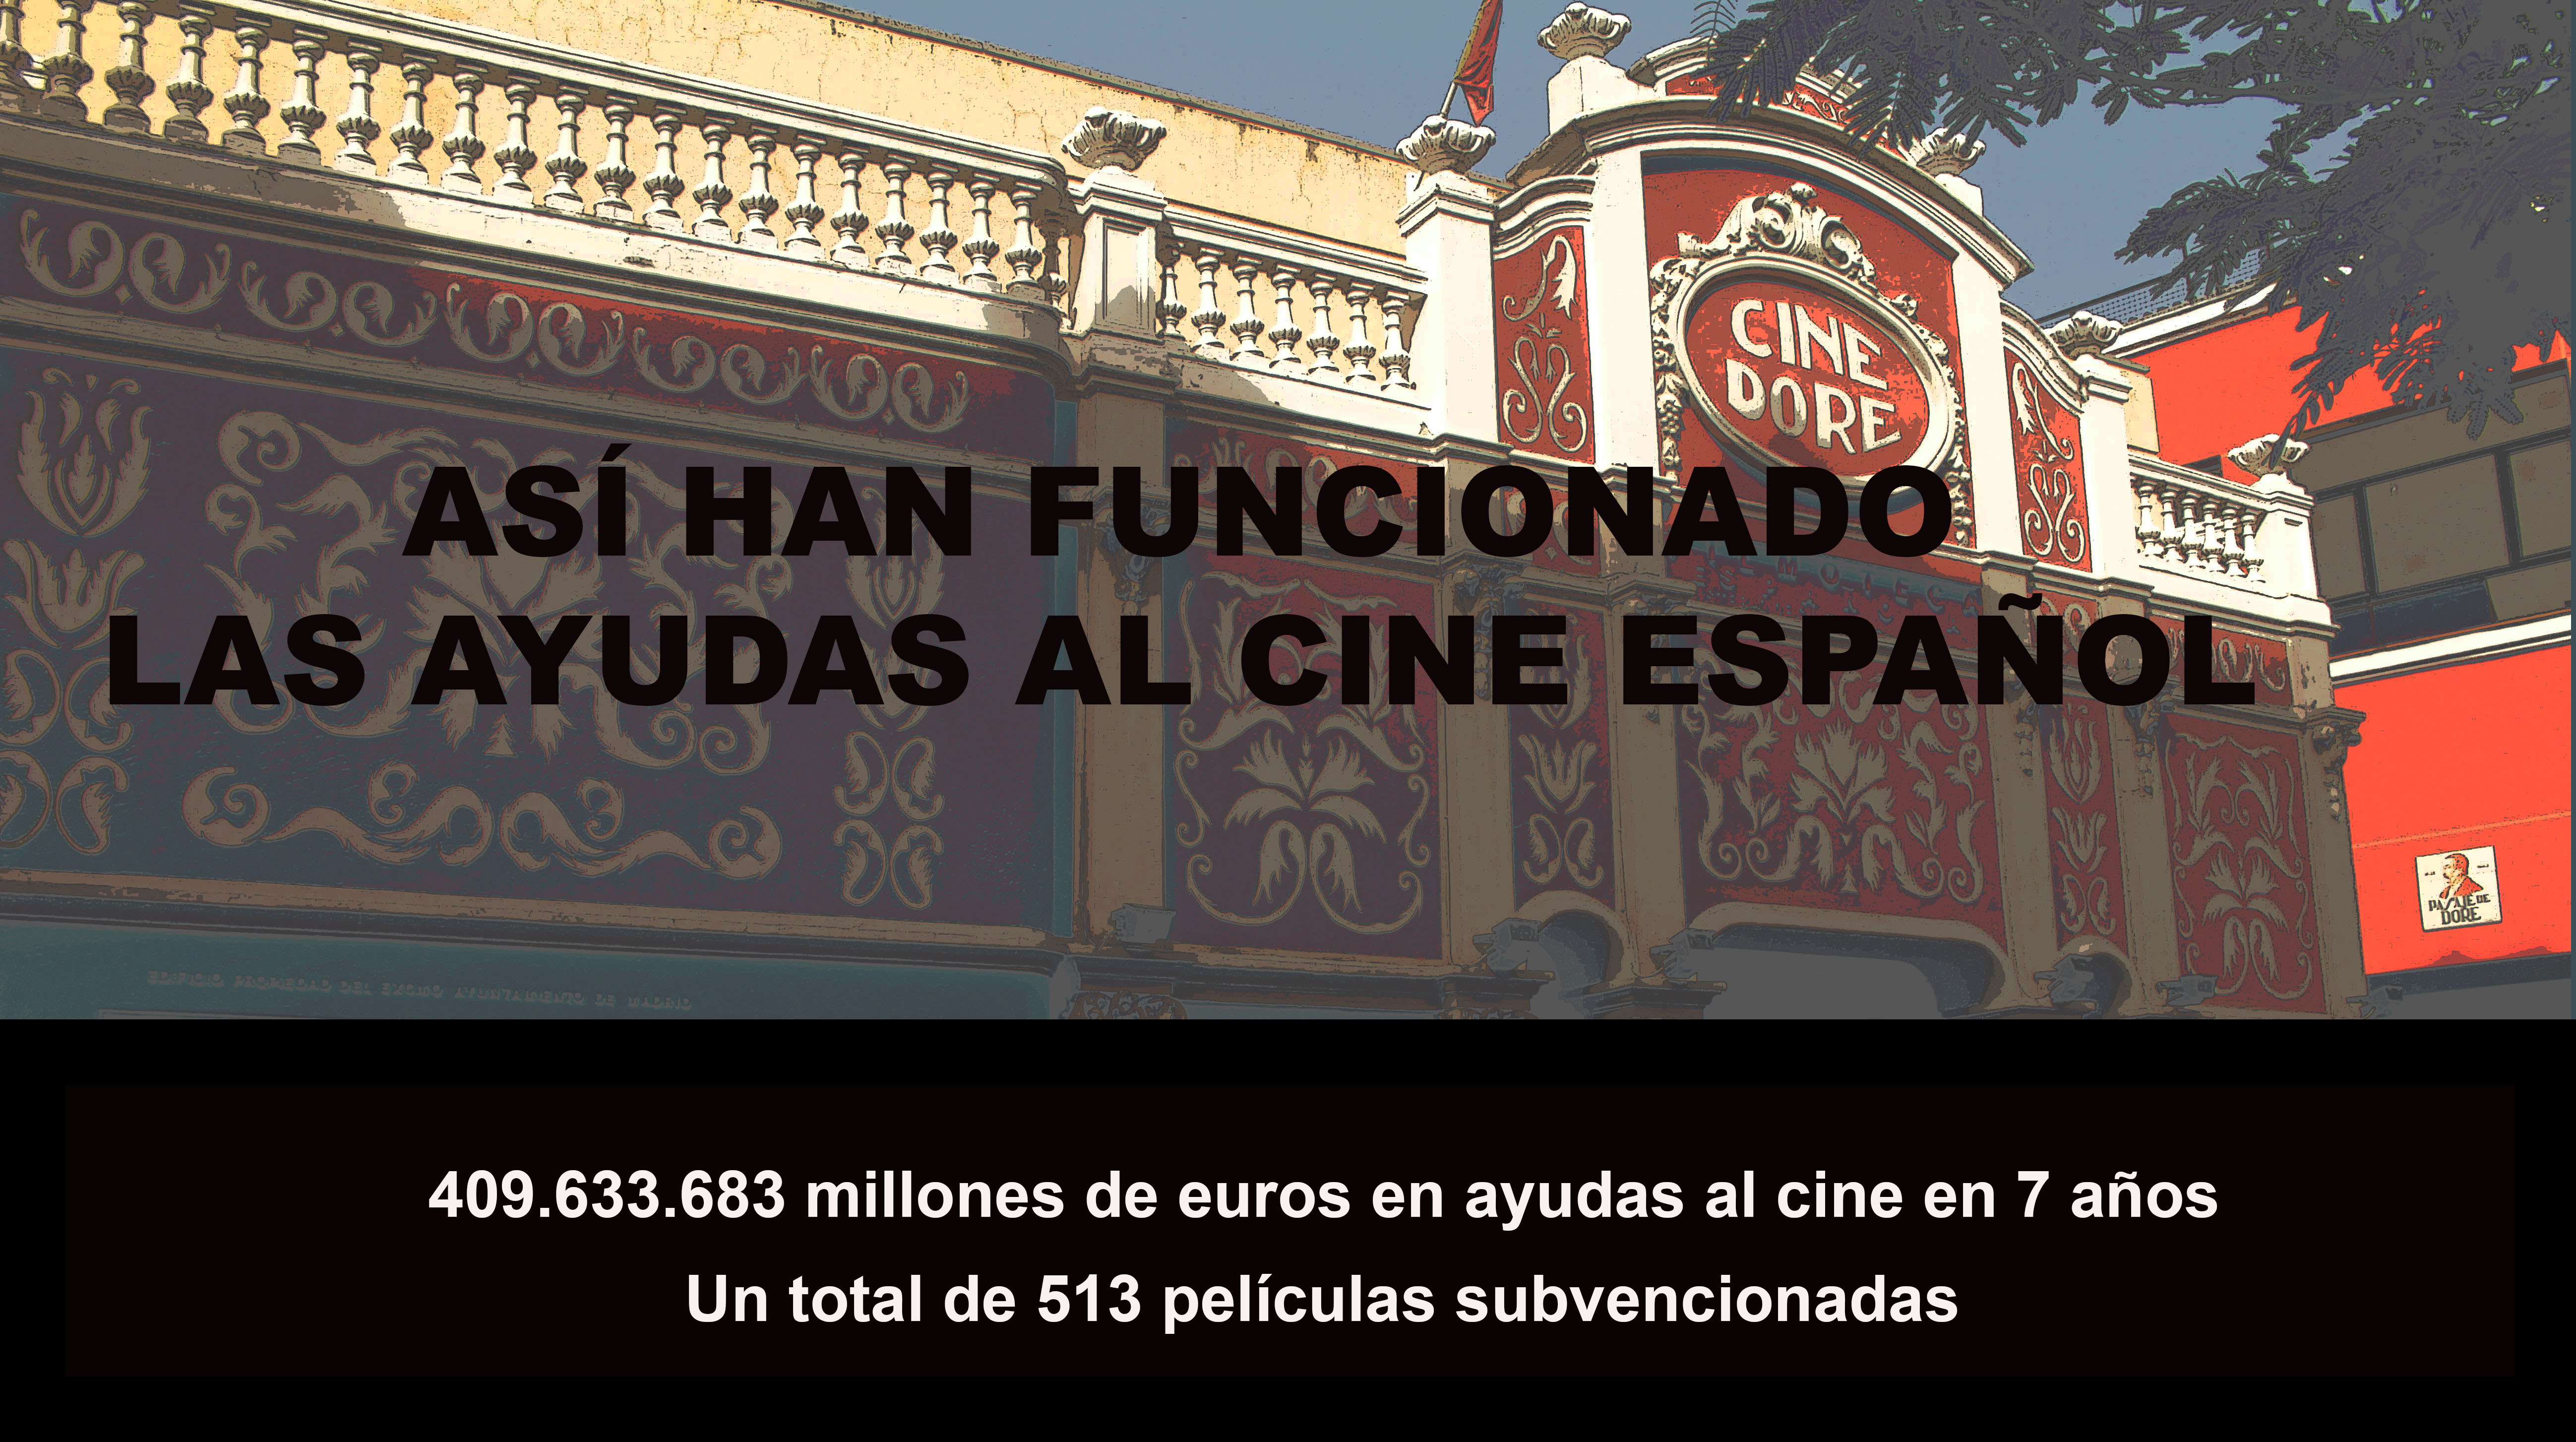 CINE
DORE
ASÍ HAN FUNCIONADO
LAS AYUDAS AL CINE ESPAÑOL
PASAJE DE
DORE
EDIFICIO PROPIEDAD DEL EXCMO AYUNTAMIENTO DE MADRID
409.633.683 millones de euros en ayudas al cine en 7 años
Un total de 513 películas subvencionadas